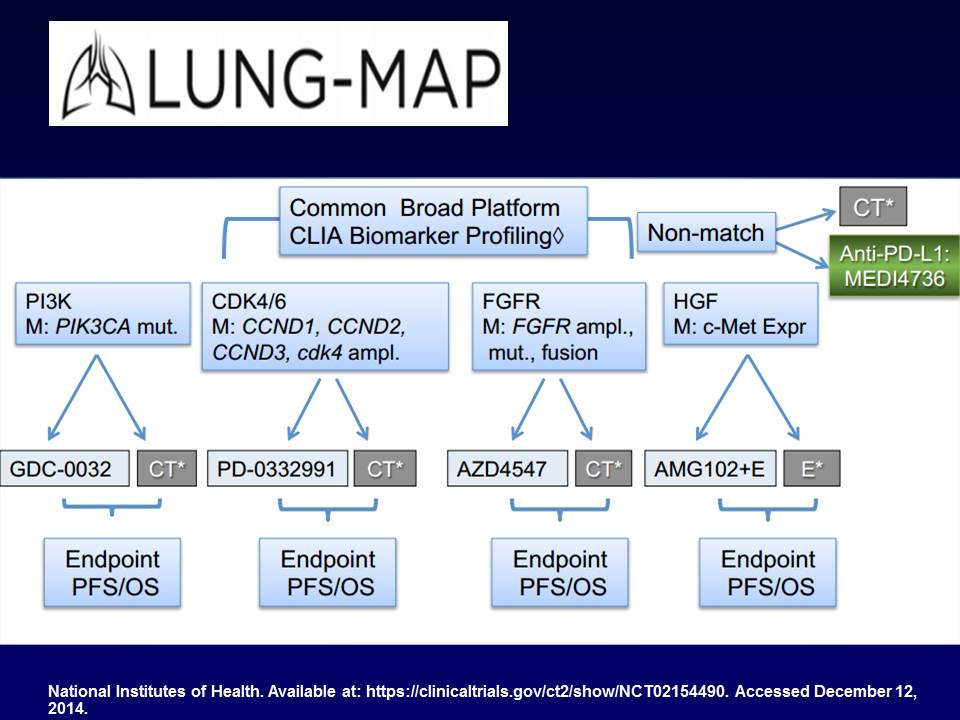 LUNG-MAP
Common Broad Platform
CLIA Biomarker Profiling◊
Non-match
CT*
Anti-PD-L1:
MEDI4736
PI3K
M: PIK3CA mut.
CDK4/6
M: CCND1, CCND2,
CCND3, cdk4 ampl.
FGFR
M: FGFR ampl.,
mut., fusion
HGF
M: c-Met Expr
GDC-0032
CT*
PD-0332991
CT*
AZD4547
CT*
AMG102+E
E*
Endpoint
PFS/OS
Endpoint
PFS/OS
Endpoint
PFS/OS
Endpoint
PFS/OS
National Institutes of Health. Available at: https://clinicaltrials.gov/ct2/show/NCT02154490. Accessed December 12,
2014.